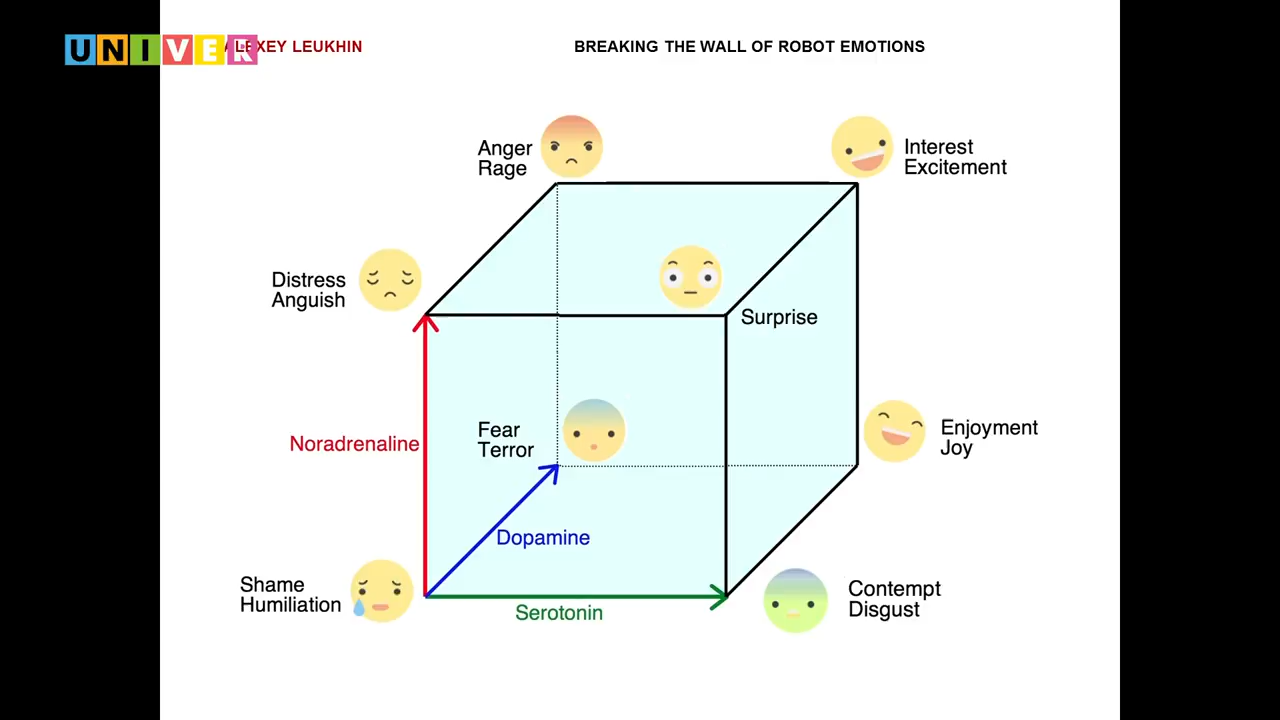 UNIVER
ALEXEY LEUKHIN
BREAKING THE WALL OF ROBOT EMOTIONS
Anger
Rage
Interest
Excitement
Distress
Anguish
Surprise
Noradrenaline
Fear
Terror
Enjoyment
Joy
Dopamine
Shame
Humiliation
Serotonin
Contempt
Disgust